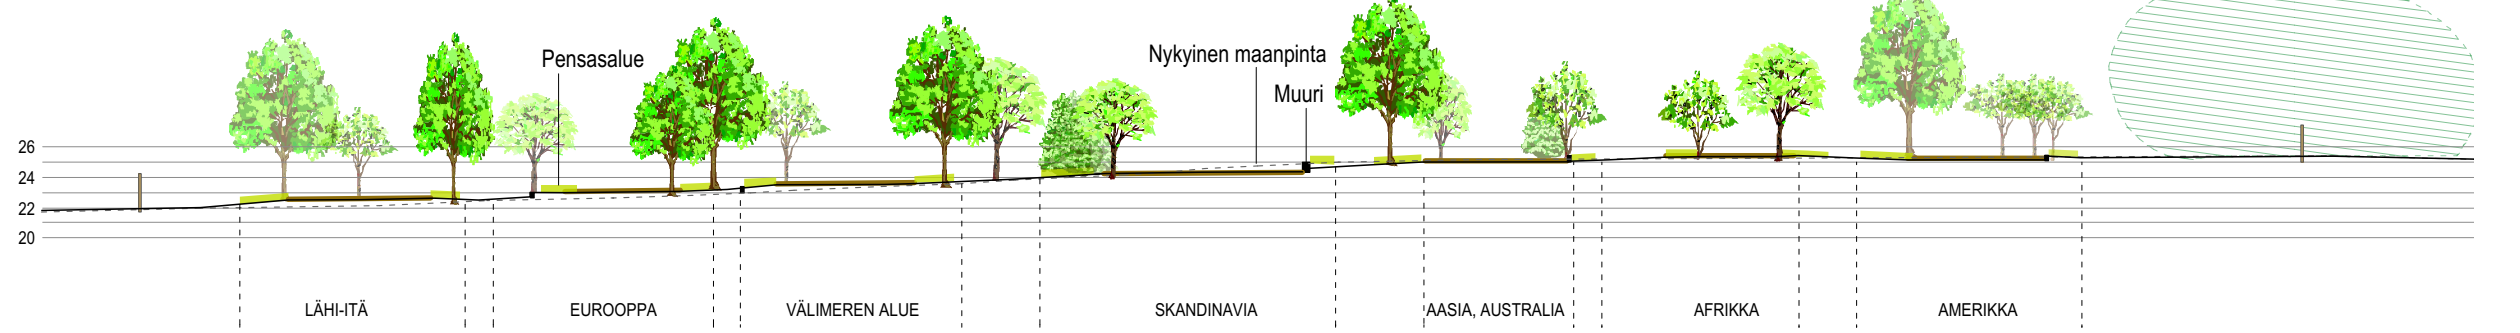 Pensasalue
Nykyinen maanpinta
Muuri
26
24
22
20
LÄHI-ITÄ
EUROOPPA
VÄLIMEREN ALUE
SKANDINAVIA
AASIA, AUSTRALIA
AFRIKKA
AMERIKKA